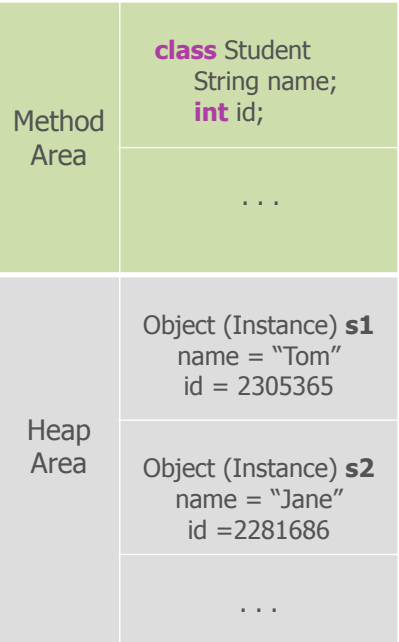 Method
Area
class Student
String name;
int id;
. . .
Heap
Area
Object (Instance) s1
name = “Tom”
id = 2305365
Object (Instance) s2
name = “Jane”
id =2281686
. . .